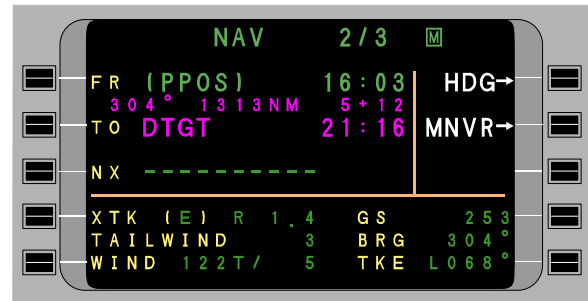 NAV 2/3 M
FR (PPOS) 16:03 HDG→
304° 1313NM 5+12
TO DTGT 21:16 MNVR→
NX ----------
XTK (E) R 1.4 GS 253
TAILWIND 3 BRG 304°
WIND 122T/ 5 TKE L068°